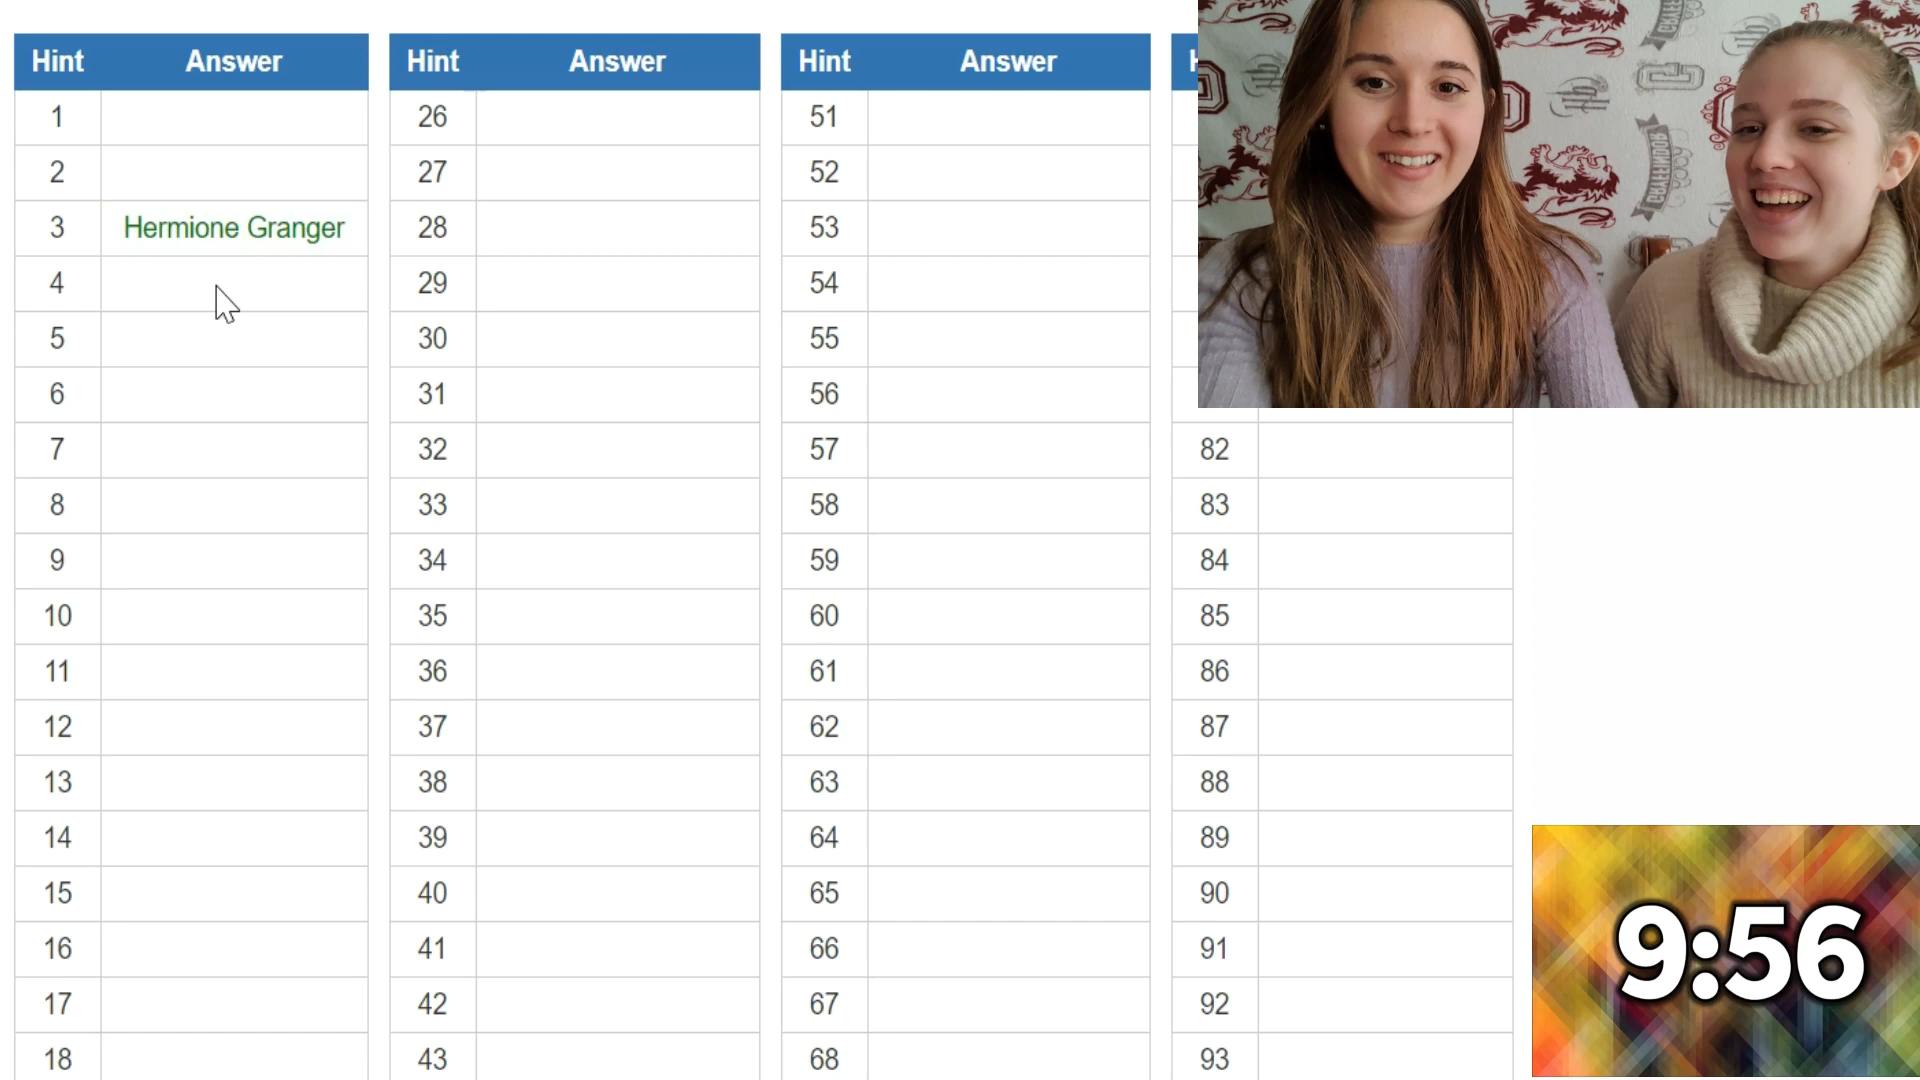 Hint Answer Hint Answer Hint Answer
1 26 51
2 27 52
3 Hermione Granger 28 53
4 29 54
5 30 55
6 31 56
7 32 57 82
8 33 58 83
9 34 59 84
10 35 60 85
11 36 61 86
12 37 62 87
13 38 63 88
14 39 64 89
15 40 65 90
16 41 66 91
17 42 67 92
18 43 68 93
9:56